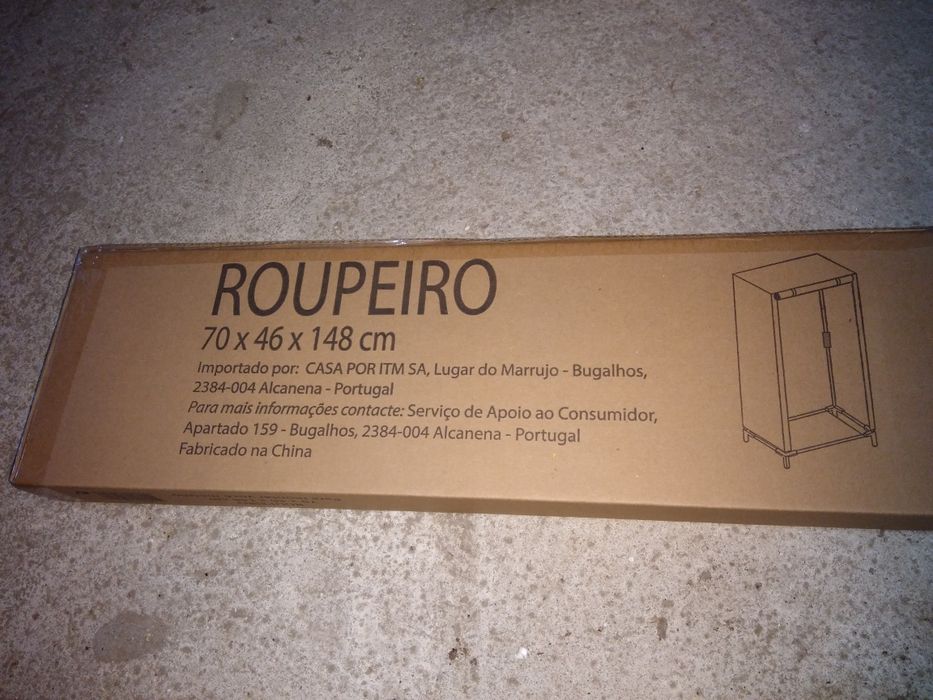 ROUPEIRO
70 x 46 x 148 cm
Importado por: CASA POR ITM SA, Lugar do Marrujo - Bugalhos,
2384-004 Alcanena - Portugal
Para mais informações contacte: Serviço de Apoio ao Consumidor,
Apartado 159 - Bugalhos, 2384-004 Alcanena - Portugal
Fabricado na China